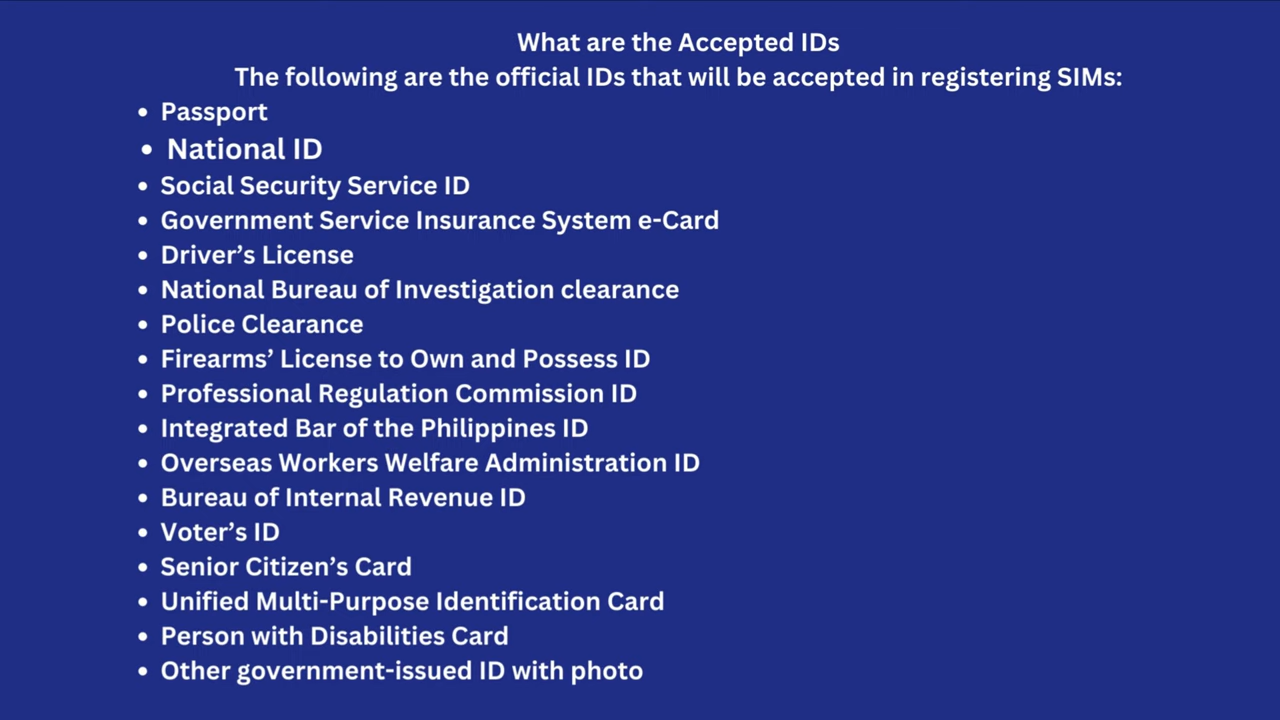 What are the Accepted IDs
The following are the official IDs that will be accepted in registering SIMs:
• Passport
• National ID
• Social Security Service ID
• Government Service Insurance System e-Card
• Driver’s License
• National Bureau of Investigation clearance
• Police Clearance
• Firearms’ License to Own and Possess ID
• Professional Regulation Commission ID
• Integrated Bar of the Philippines ID
• Overseas Workers Welfare Administration ID
• Bureau of Internal Revenue ID
• Voter’s ID
• Senior Citizen’s Card
• Unified Multi-Purpose Identification Card
• Person with Disabilities Card
• Other government-issued ID with photo